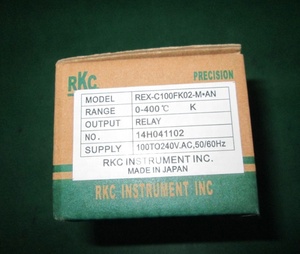 RKC
PRECISION
MODEL REX-C100FK02-M•AN
RANGE 0-400℃ K
OUTPUT RELAY
NO. 14H041102
SUPPLY 100TO240V.AC,50/60Hz
RKC INSTRUMENT INC.
MADE IN JAPAN
RKC INSTRUMENT INC